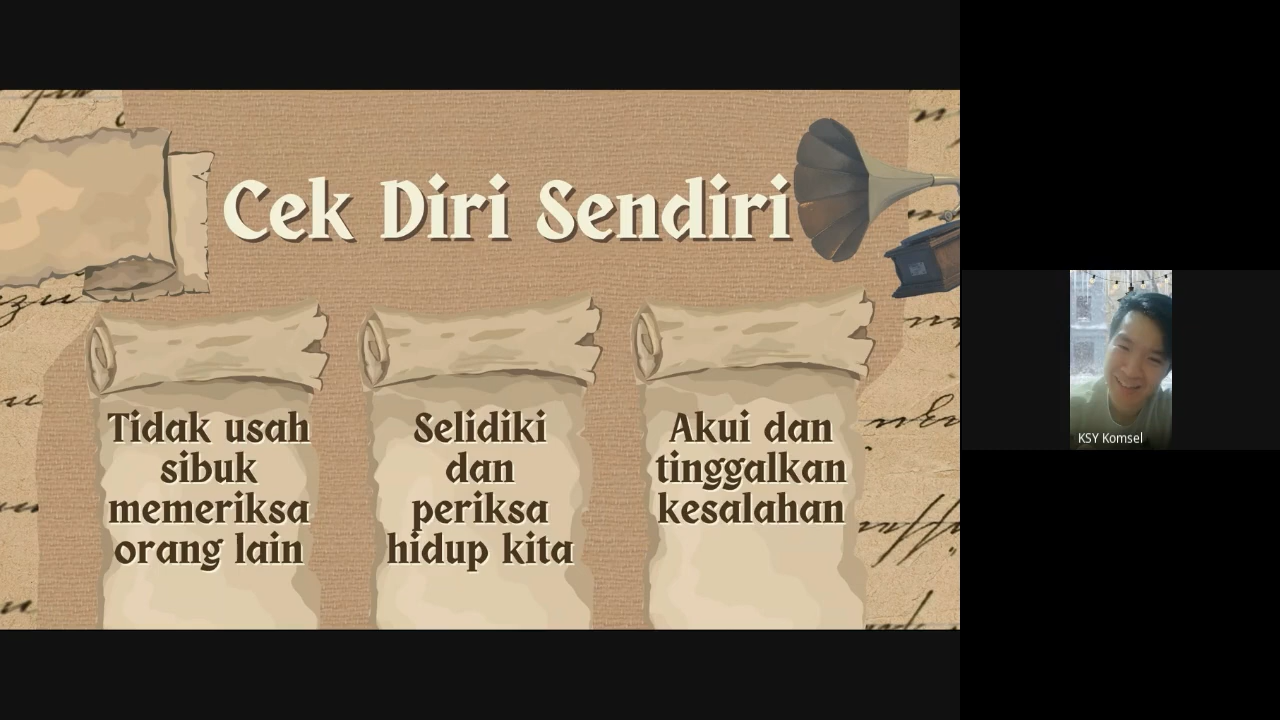 Cek Diri Sendiri
Tidak usah
sibuk
memeriksa
orang lain
Selidiki
dan
periksa
hidup kita
Akui dan
tinggalkan
kesalahan
KSY Komsel